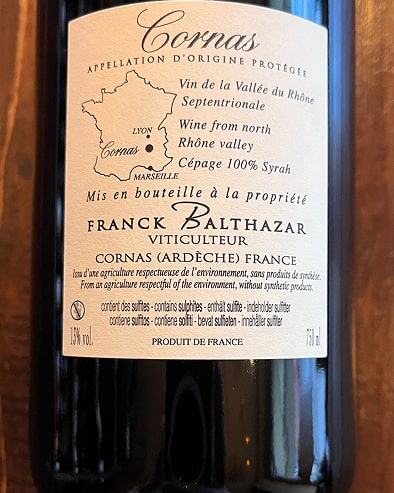 Cornas
APPELLATION D'ORIGINE PROTÉGÉE
Vin de la Vallée du Rhône
Septentrionale
LYON
Wine from north
Cornas
Rhône valley
Cépage 100% Syrah
MARSEILLE
Mis en bouteille à la propriété
FRANCK BALTHAZAR
VITICULTEUR
CORNAS (ARDÈCHE) FRANCE
Issu d'une agriculture respectueuse de l'environnement, sans produits de synthèse.
From an agriculture respectful of the environment, without synthetic products.
contient des sulfites - contains sulphites - enthält sulfite - indeholder sulfitter
contiene sulfitos - contiene solfiti - bevat sulfieten - innehåller sulfiter
13% vol.
750 ml
PRODUIT DE FRANCE